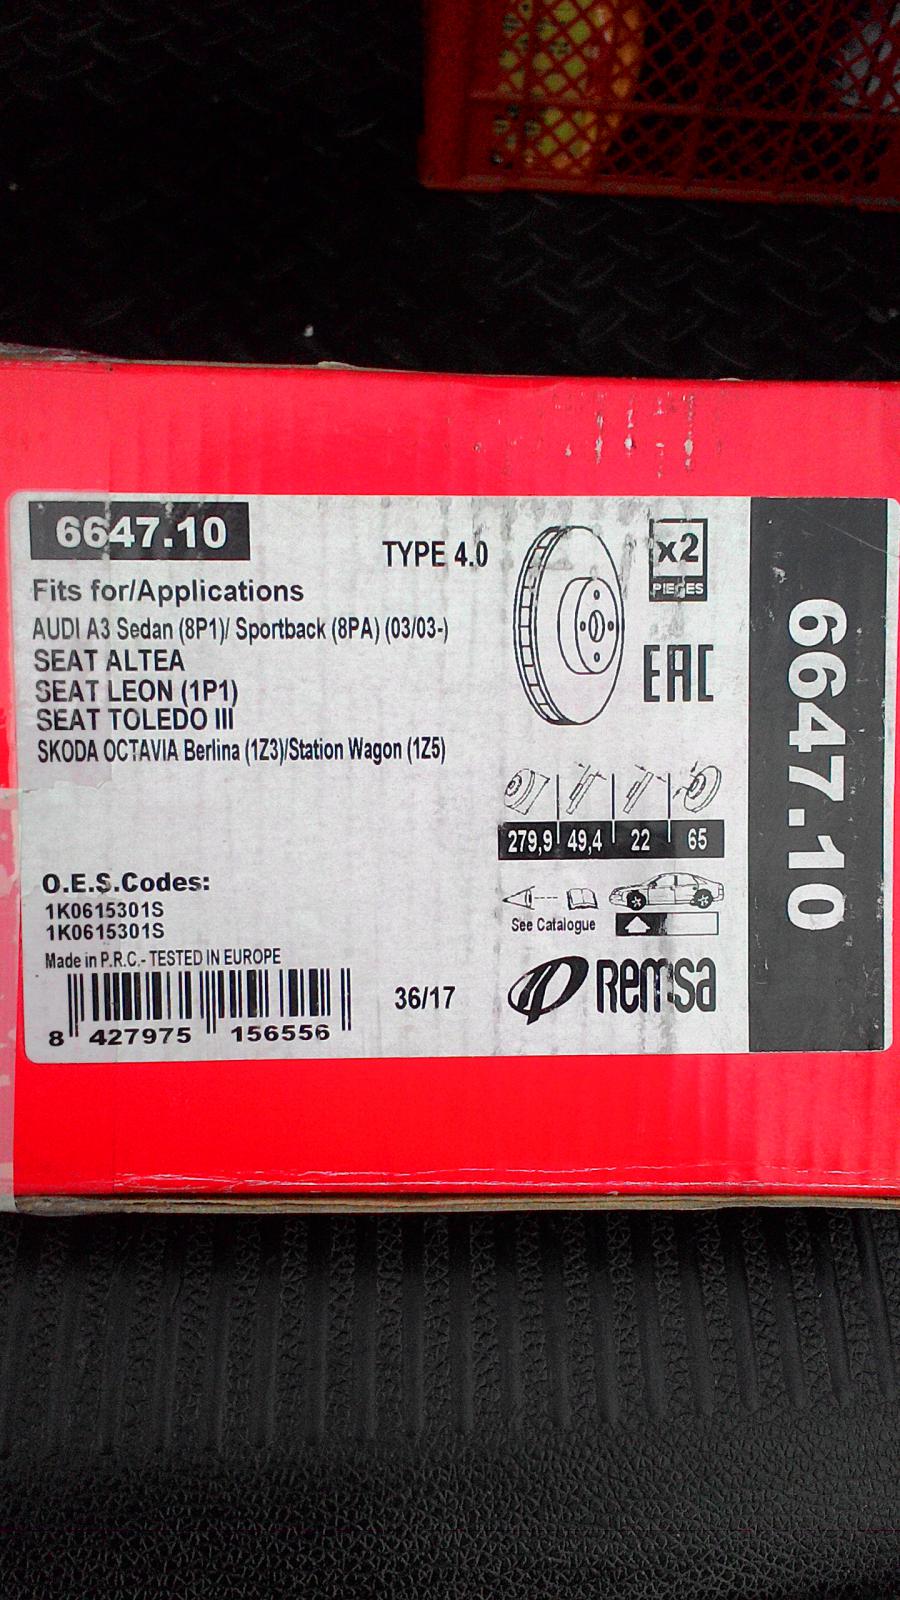 6647.10
TYPE 4.0
x2
PIECES
Fits for/Applications
AUDI A3 Sedan (8P1)/ Sportback (8PA) (03/03-)
SEAT ALTEA
SEAT LEON (1P1)
SEAT TOLEDO III
SKODA OCTAVIA Berlina (1Z3)/Station Wagon (1Z5)
EAC
279,9 49,4 22 65
See Catalogue
O.E.S.Codes:
1K0615301S
1K0615301S
Made in P.R.C.- TESTED IN EUROPE
8 427975 156556
36/17
Remsa
6647.10